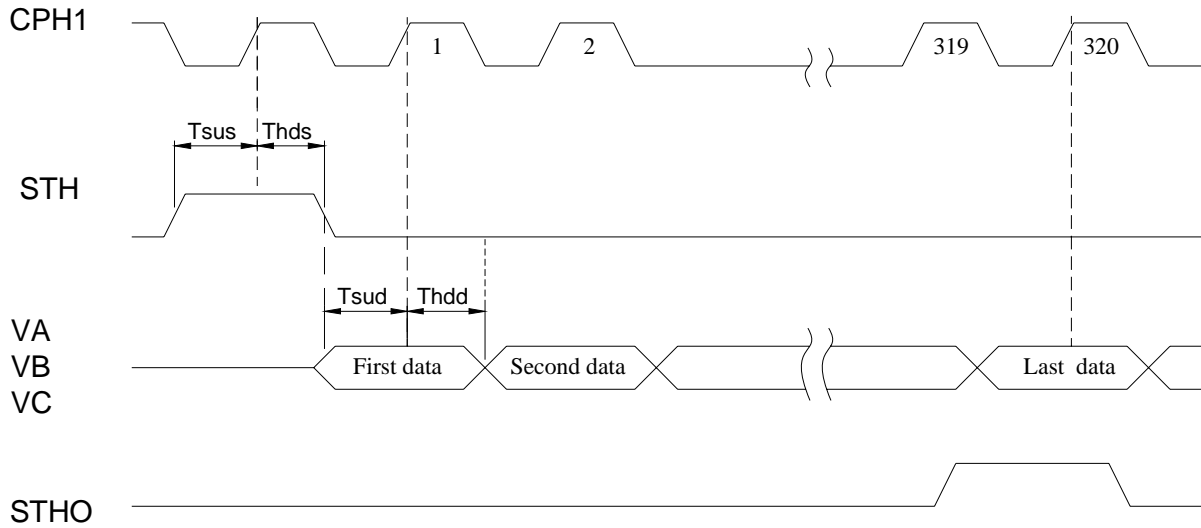 CPH1
1
2
319
320
Tsus
Thds
STH
Tsud
Thdd
VA
VB
VC
First data
Second data
Last data
STHO